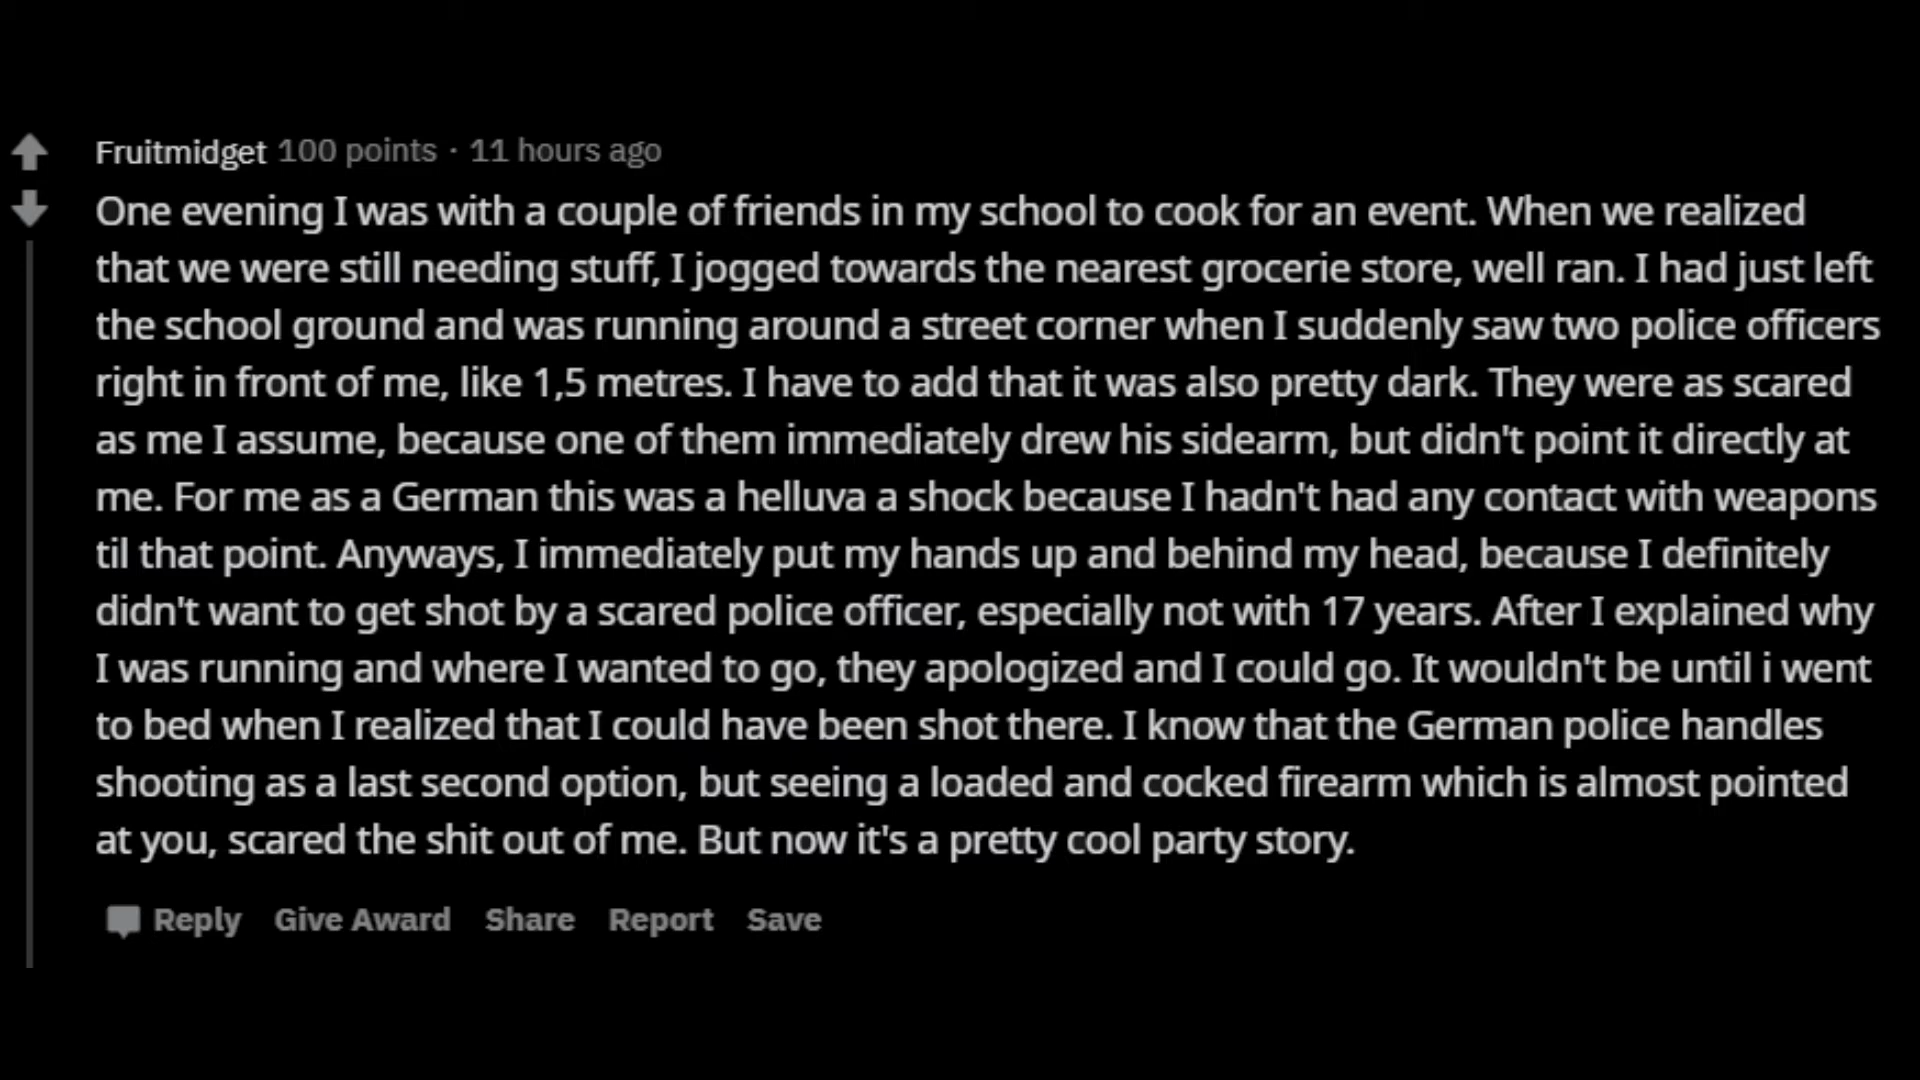 Fruitmidget 100 points · 11 hours ago
One evening I was with a couple of friends in my school to cook for an event. When we realized
that we were still needing stuff, I jogged towards the nearest grocerie store, well ran. I had just left
the school ground and was running around a street corner when I suddenly saw two police officers
right in front of me, like 1,5 metres. I have to add that it was also pretty dark. They were as scared
as me I assume, because one of them immediately drew his sidearm, but didn't point it directly at
me. For me as a German this was a helluva a shock because I hadn't had any contact with weapons
til that point. Anyways, I immediately put my hands up and behind my head, because I definitely
didn't want to get shot by a scared police officer, especially not with 17 years. After I explained why
I was running and where I wanted to go, they apologized and I could go. It wouldn't be until i went
to bed when I realized that I could have been shot there. I know that the German police handles
shooting as a last second option, but seeing a loaded and cocked firearm which is almost pointed
at you, scared the shit out of me. But now it's a pretty cool party story.
Reply Give Award Share Report Save